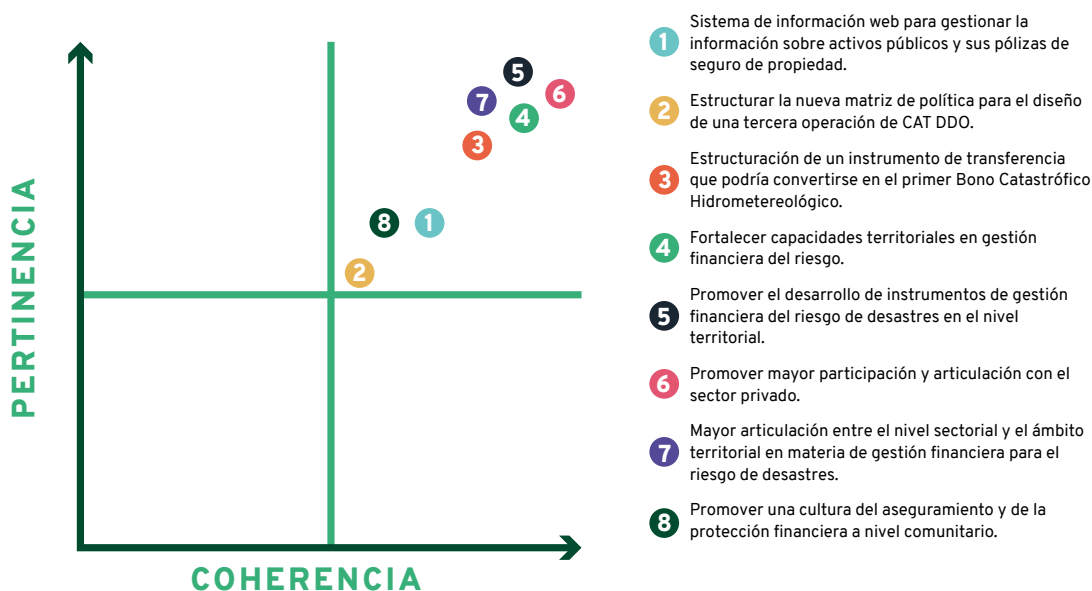 PERTINENCIA
COHERENCIA
5
6
7
4
3
8
1
2
1
Sistema de información web para gestionar la
información sobre activos públicos y sus pólizas de
seguro de propiedad.
2
Estructurar la nueva matriz de política para el diseño
de una tercera operación de CAT DDO.
3
Estructuración de un instrumento de transferencia
que podría convertirse en el primer Bono Catastrófico
Hidrometereológico.
4
Fortalecer capacidades territoriales en gestión
financiera del riesgo.
5
Promover el desarrollo de instrumentos de gestión
financiera del riesgo de desastres en el nivel
territorial.
6
Promover mayor participación y articulación con el
sector privado.
7
Mayor articulación entre el nivel sectorial y el ámbito
territorial en materia de gestión financiera para el
riesgo de desastres.
8
Promover una cultura del aseguramiento y de la
protección financiera a nivel comunitario.